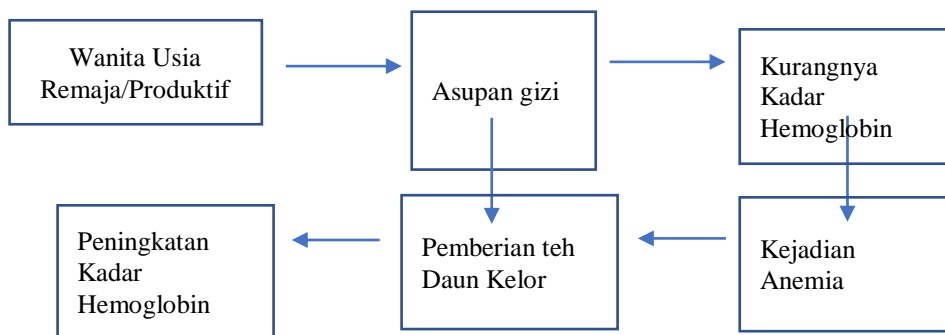 Wanita Usia
Remaja/Produktif
Asupan gizi
Kurangnya
Kadar
Hemoglobin
Peningkatan
Kadar
Hemoglobin
Pemberian teh
Daun Kelor
Kejadian
Anemia